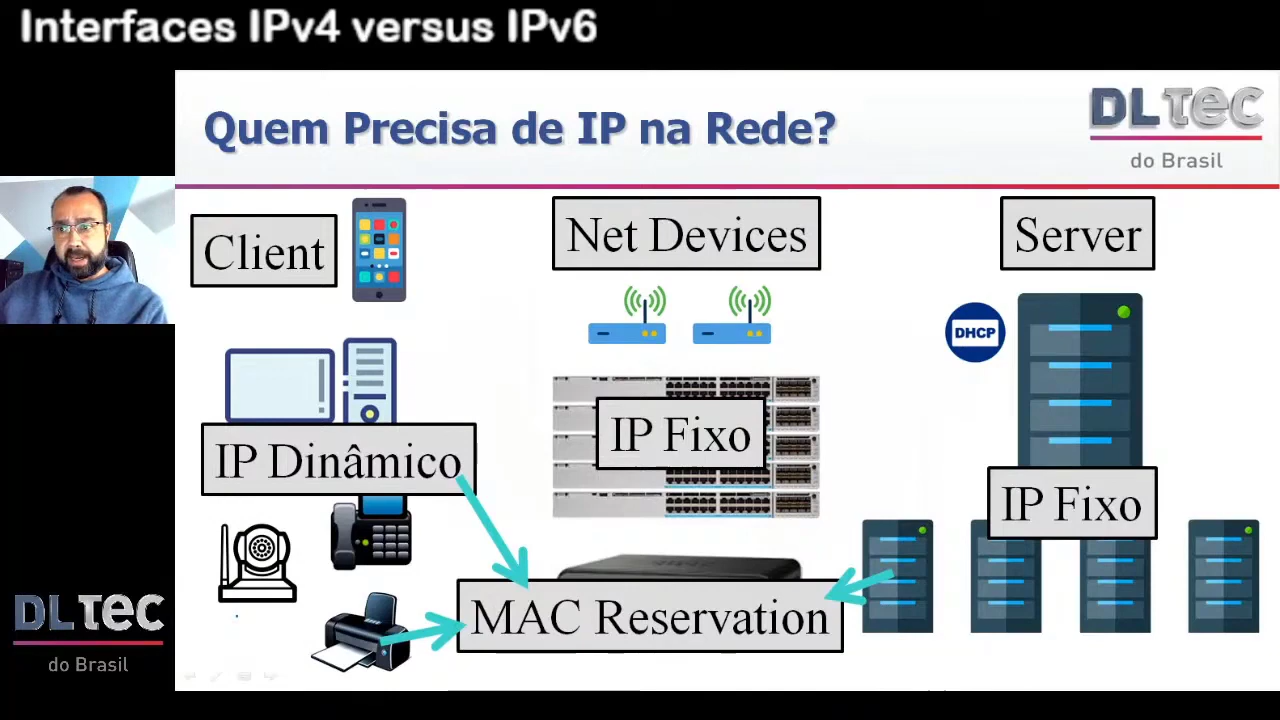 Interfaces IPv4 versus IPv6
Quem Precisa de IP na Rede?
DLTEC
do Brasil
Client
Net Devices
Server
DHCP
IP Dinâmico
IP Fixo
IP Fixo
MAC Reservation
DLTEC
do Brasil